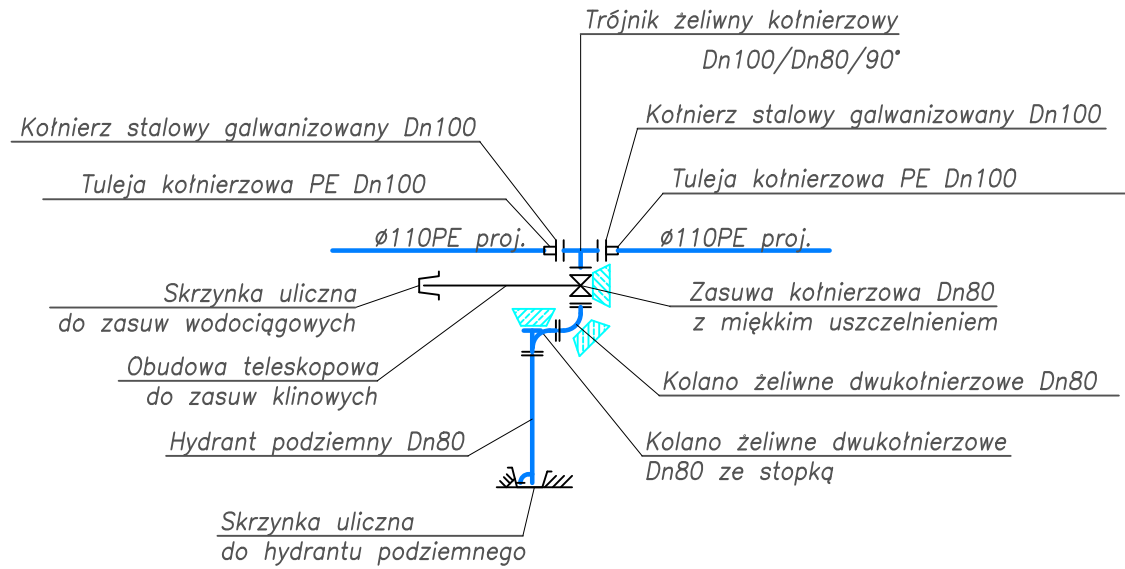 Trójnik żeliwny kołnierzowy
Dn100/Dn80/90°
Kołnierz stalowy galwanizowany Dn100
Kołnierz stalowy galwanizowany Dn100
Tuleja kołnierzowa PE Dn100
Tuleja kołnierzowa PE Dn100
ø110PE proj.
ø110PE proj.
Skrzynka uliczna
do zasuw wodociągowych
Zasuwa kołnierzowa Dn80
z miękkim uszczelnieniem
Obudowa teleskopowa
do zasuw klinowych
Kolano żeliwne dwukołnierzowe Dn80
Hydrant podziemny Dn80
Kolano żeliwne dwukołnierzowe
Dn80 ze stopką
Skrzynka uliczna
do hydrantu podziemnego